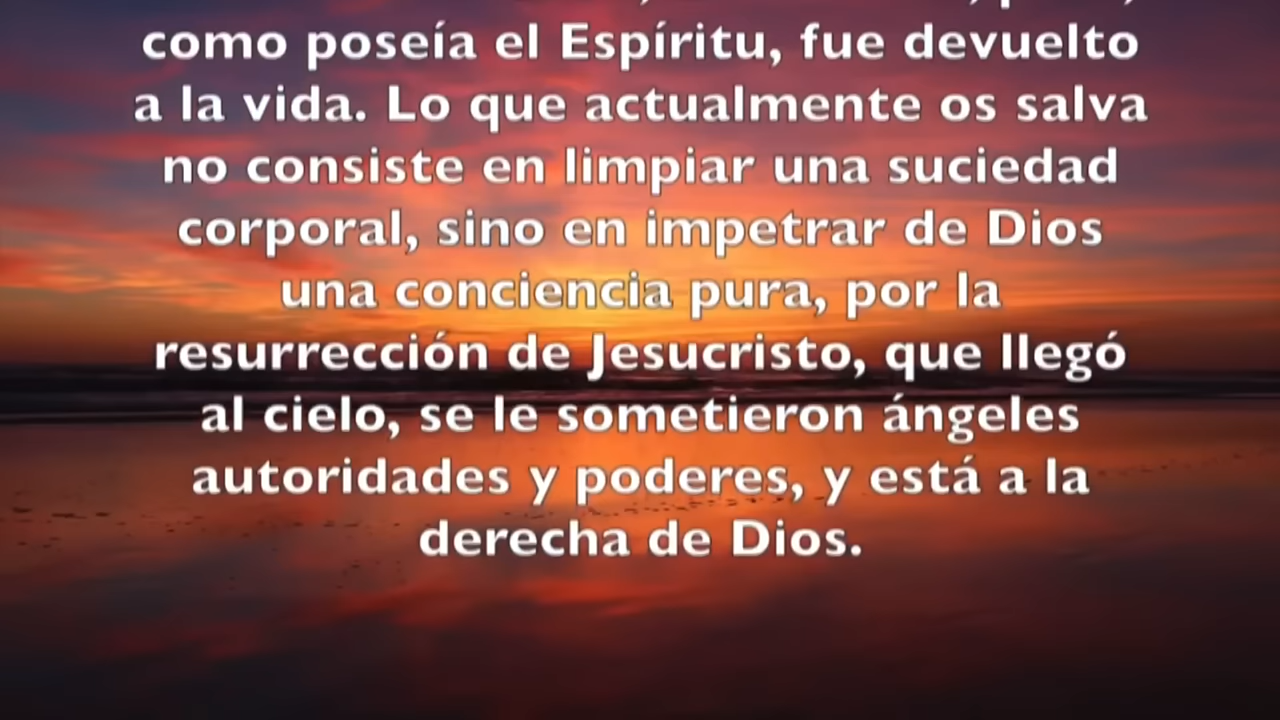 como poseía el Espíritu, fue devuelto
a la vida. Lo que actualmente os salva
no consiste en limpiar una suciedad
corporal, sino en impetrar de Dios
una conciencia pura, por la
resurrección de Jesucristo, que llegó
al cielo, se le sometieron ángeles
autoridades y poderes, y está a la
derecha de Dios.